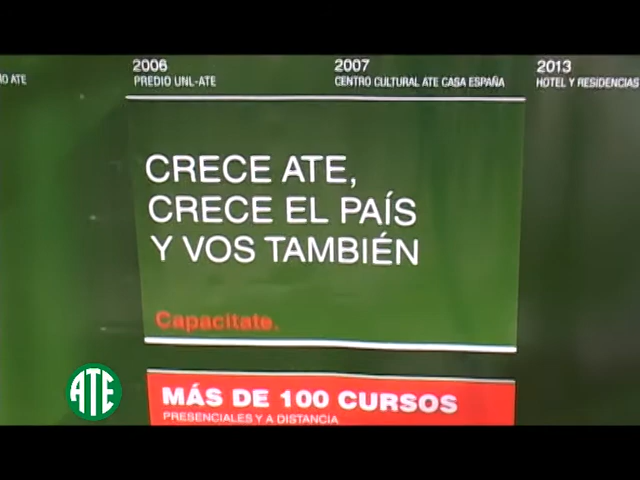 2006
PREDIO UNL-ATE
2007
CENTRO CULTURAL ATE CASA ESPAÑA
2013
HOTEL Y RESIDENCIAS
ATE
CRECE ATE,
CRECE EL PAÍS
Y VOS TAMBIÉN
Capacitate.
MÁS DE 100 CURSOS
PRESENCIALES Y A DISTANCIA
ATE